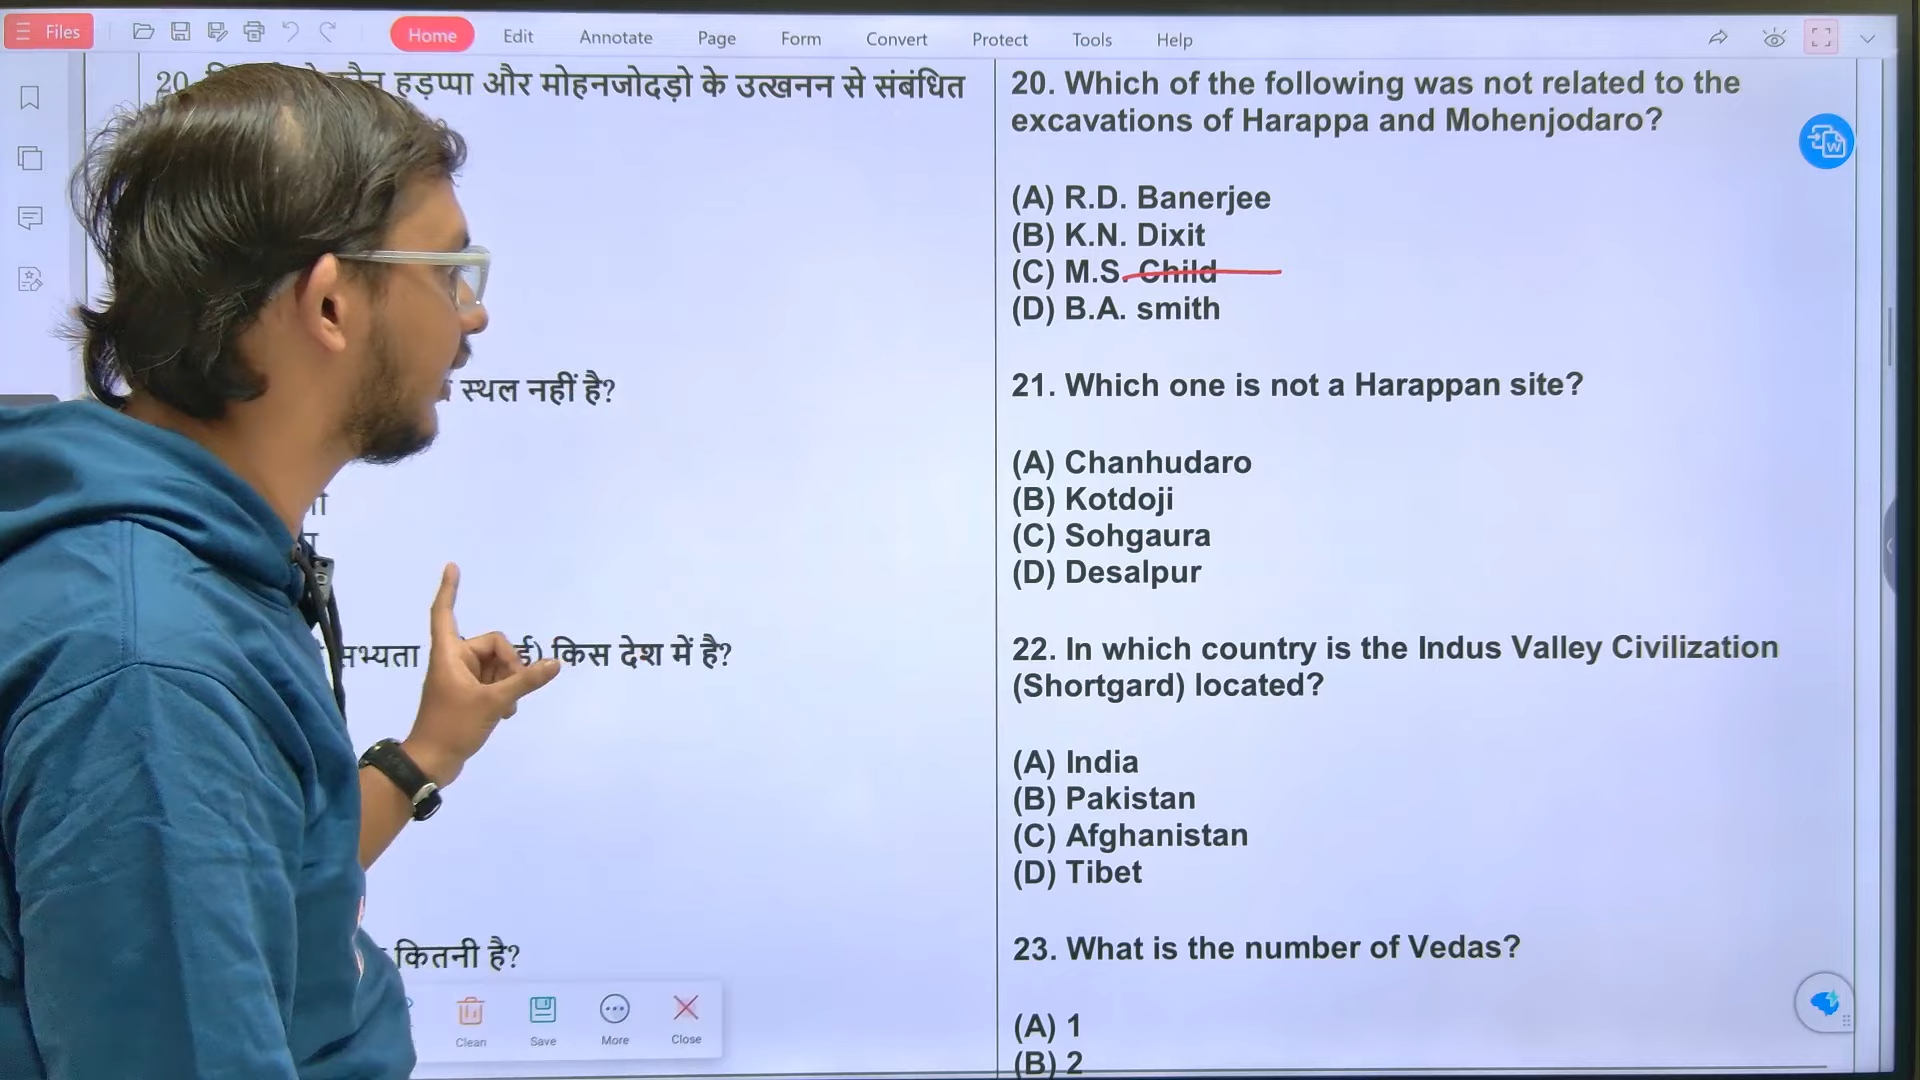 Files
Home
Edit
Annotate
Page
Form
Convert
Protect
Tools
Help
20.
हड़प्पा और मोहनजोदड़ो के उत्खनन से संबंधित
स्थल नहीं है?
सभ्यता
किस देश में है?
कितनी है?
20. Which of the following was not related to the
excavations of Harappa and Mohenjodaro?
(A) R.D. Banerjee
(B) K.N. Dixit
(C) M.S. Child
(D) B.A. smith
21. Which one is not a Harappan site?
(A) Chanhudaro
(B) Kotdoji
(C) Sohgaura
(D) Desalpur
22. In which country is the Indus Valley Civilization
(Shortgard) located?
(A) India
(B) Pakistan
(C) Afghanistan
(D) Tibet
23. What is the number of Vedas?
(A) 1
(B) 2
Clean
Save
More
Close